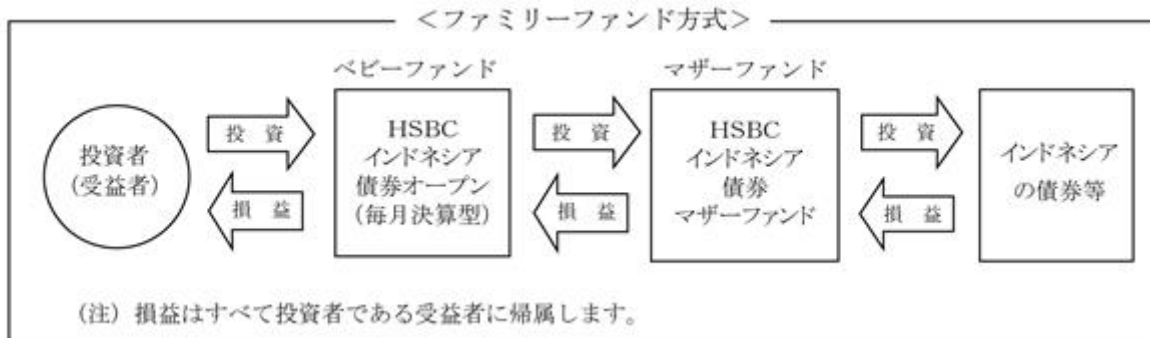 ＜ファミリーファンド方式＞
ベビーファンド
マザーファンド
投資者
(受益者)
投 資
損 益
HSBC
インドネシア
債券オープン
(毎月決算型)
投 資
損 益
HSBC
インドネシア
債券
マザーファンド
投 資
損 益
インドネシア
の債券等
(注) 損益はすべて投資者である受益者に帰属します。